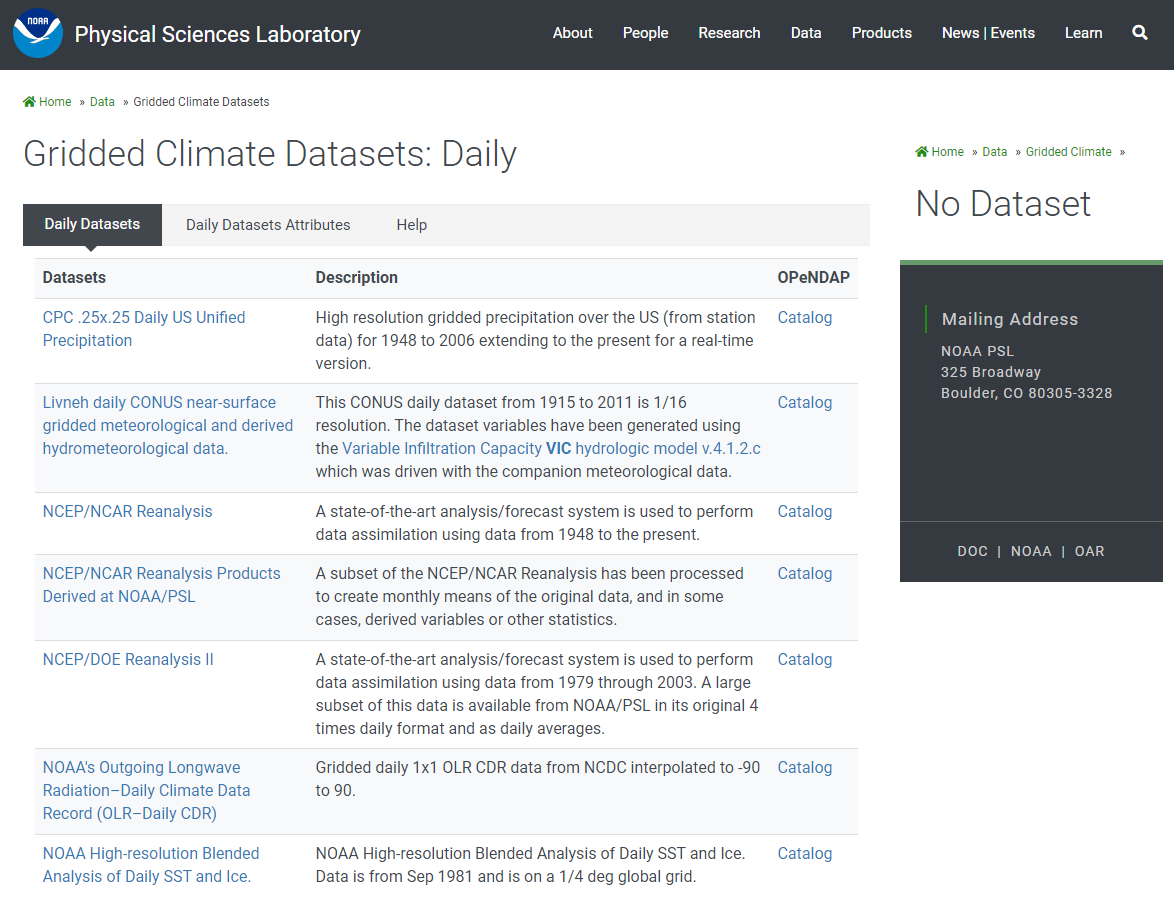 NOAA
Physical Sciences Laboratory
About
People
Research
Data
Products
News | Events
Learn
Home » Data » Gridded Climate Datasets
Gridded Climate Datasets: Daily
Daily Datasets
Daily Datasets Attributes
Help
Datasets
Description
OPeNDAP
CPC .25x.25 Daily US Unified
Precipitation
High resolution gridded precipitation over the US (from station
data) for 1948 to 2006 extending to the present for a real-time
version.
Catalog
Livneh daily CONUS near-surface
gridded meteorological and derived
hydrometeorological data.
This CONUS daily dataset from 1915 to 2011 is 1/16
resolution. The dataset variables have been generated using
the Variable Infiltration Capacity VIC hydrologic model v.4.1.2.c
which was driven with the companion meteorological data.
Catalog
NCEP/NCAR Reanalysis
A state-of-the-art analysis/forecast system is used to perform
data assimilation using data from 1948 to the present.
Catalog
NCEP/NCAR Reanalysis Products
Derived at NOAA/PSL
A subset of the NCEP/NCAR Reanalysis has been processed
to create monthly means of the original data, and in some
cases, derived variables or other statistics.
Catalog
NCEP/DOE Reanalysis II
A state-of-the-art analysis/forecast system is used to perform
data assimilation using data from 1979 through 2003. A large
subset of this data is available from NOAA/PSL in its original 4
times daily format and as daily averages.
Catalog
NOAA's Outgoing Longwave
Radiation–Daily Climate Data
Record (OLR–Daily CDR)
Gridded daily 1x1 OLR CDR data from NCDC interpolated to -90
to 90.
Catalog
NOAA High-resolution Blended
Analysis of Daily SST and Ice.
NOAA High-resolution Blended Analysis of Daily SST and Ice.
Data is from Sep 1981 and is on a 1/4 deg global grid.
Catalog
Home » Data » Gridded Climate »
No Dataset
Mailing Address
NOAA PSL
325 Broadway
Boulder, CO 80305-3328
DOC | NOAA | OAR